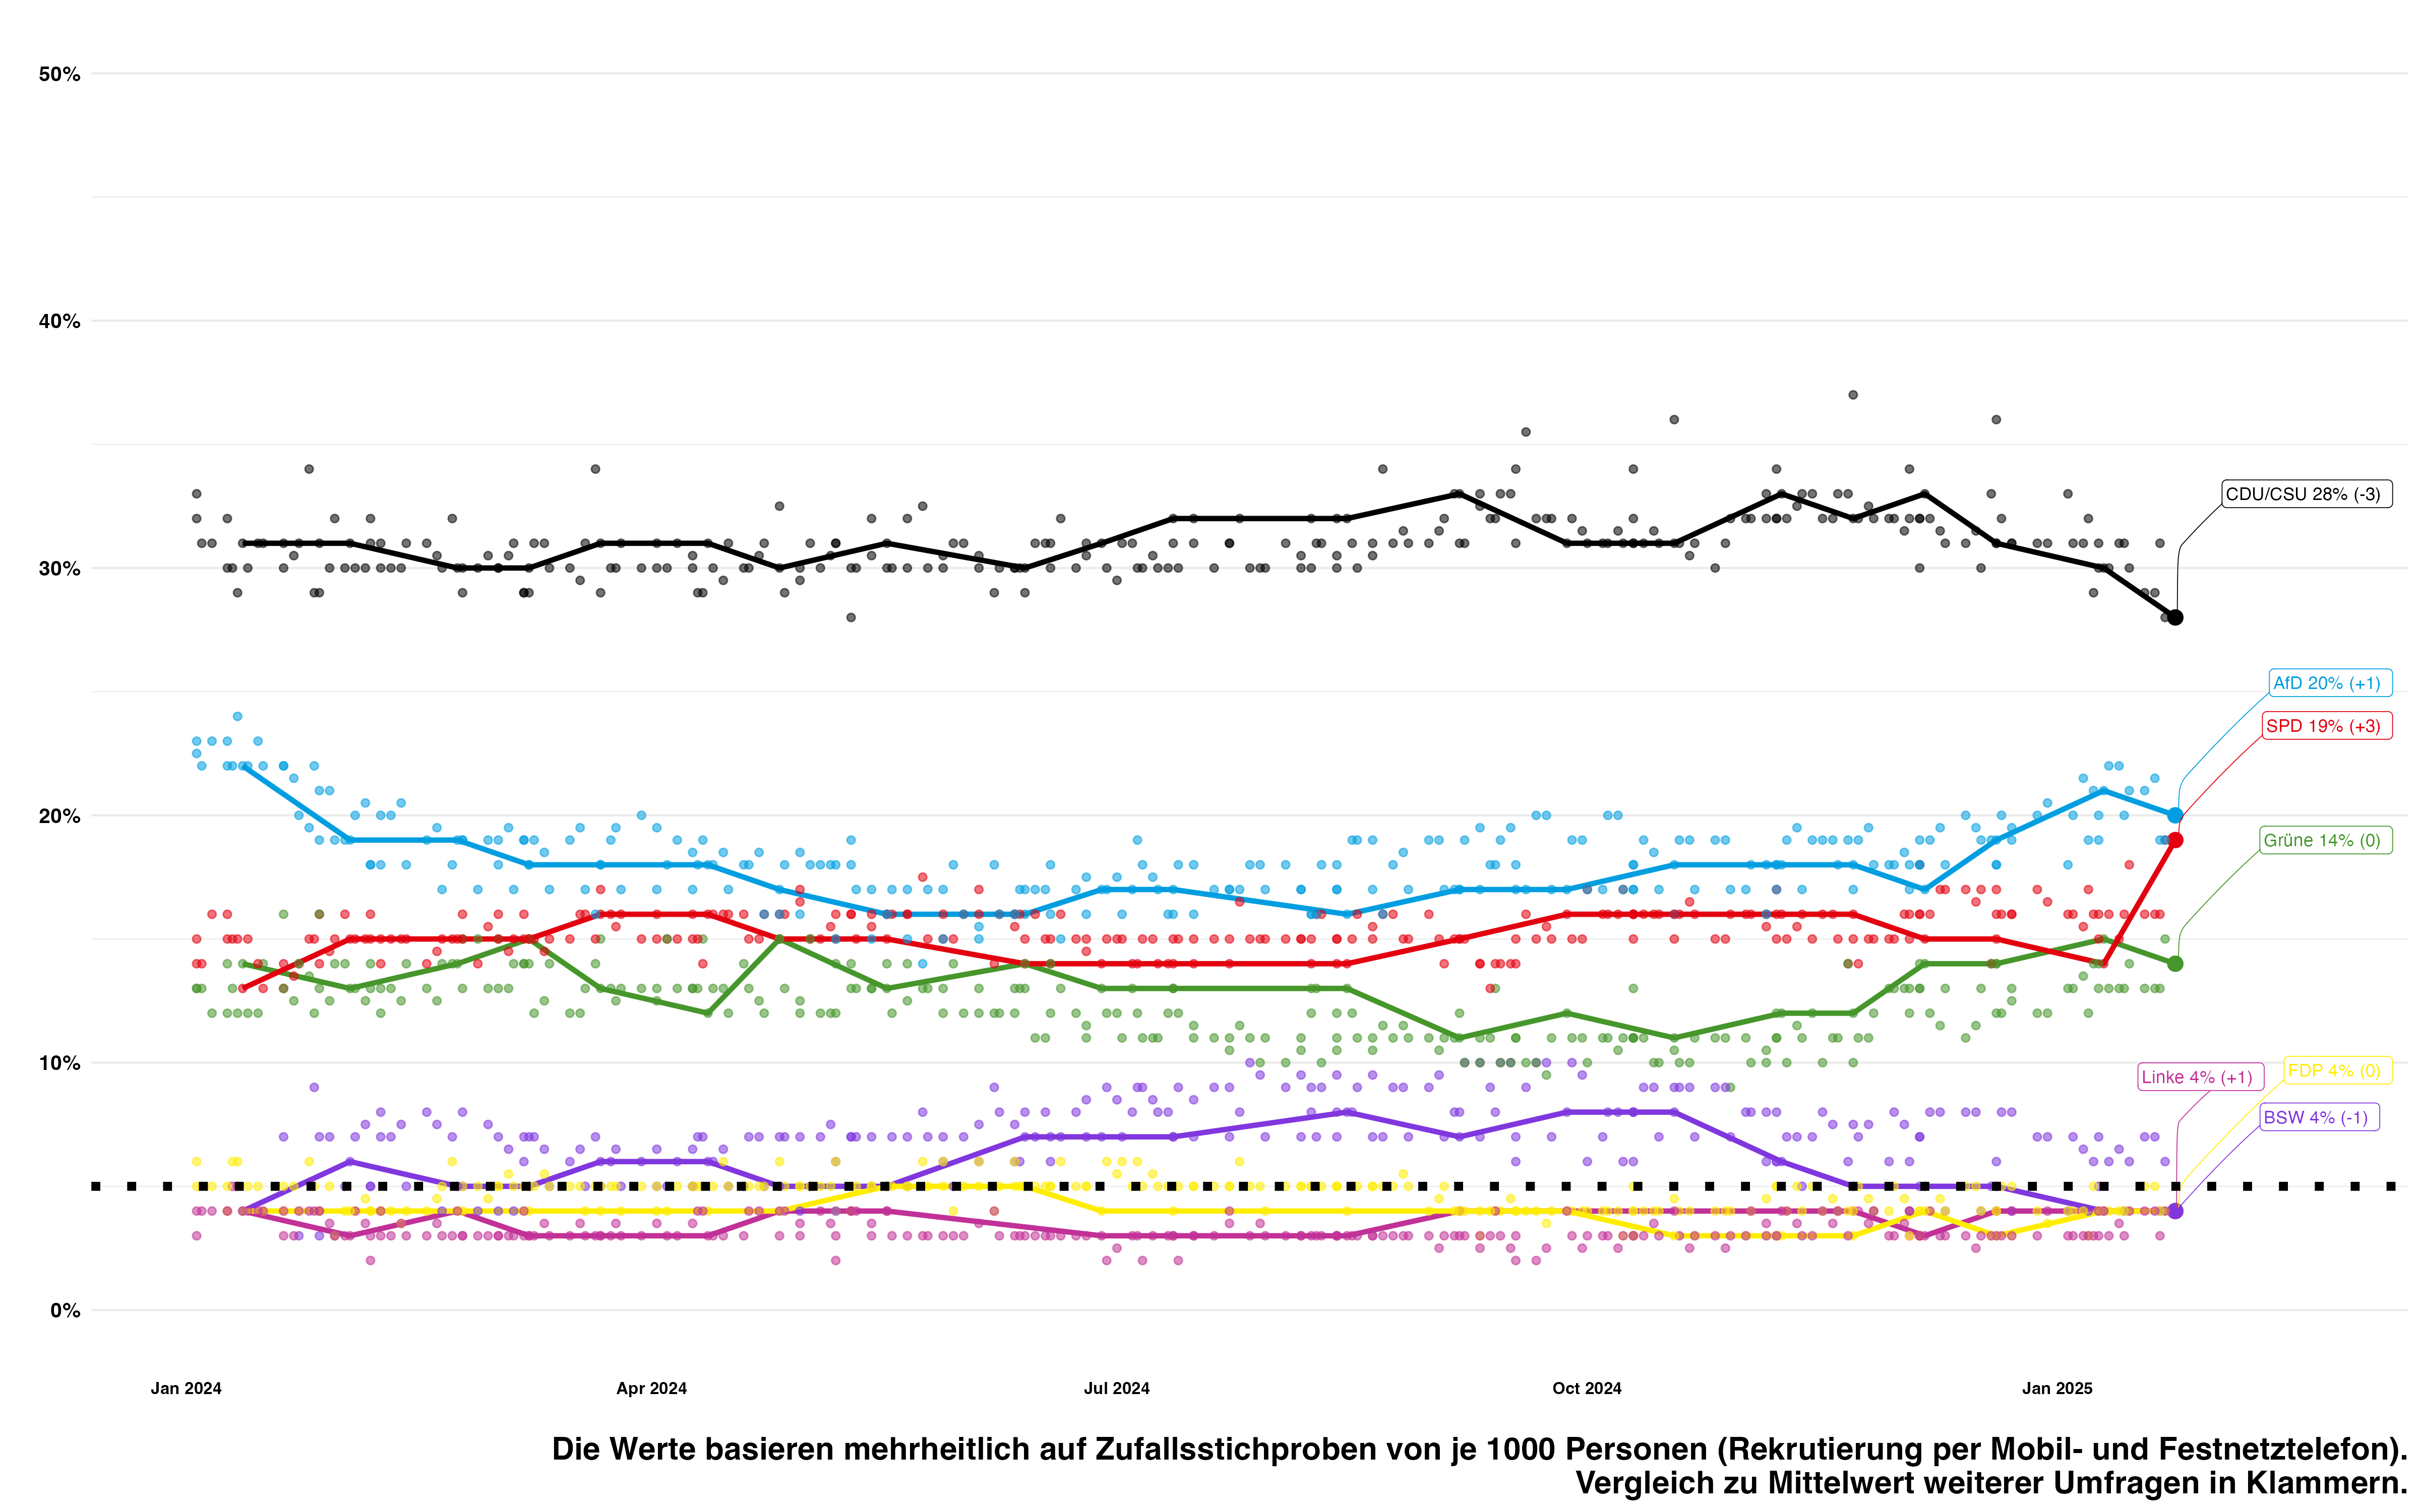 50%
40%
30%
20%
10%
0%
CDU/CSU 28% (-3)
AfD 20% (+1)
SPD 19% (+3)
Grüne 14% (0)
FDP 4% (0)
Linke 4% (+1)
BSW 4% (-1)
Jan 2024
Apr 2024
Jul 2024
Oct 2024
Jan 2025
Die Werte basieren mehrheitlich auf Zufallsstichproben von je 1000 Personen (Rekrutierung per Mobil- und Festnetztelefon).
Vergleich zu Mittelwert weiterer Umfragen in Klammern.